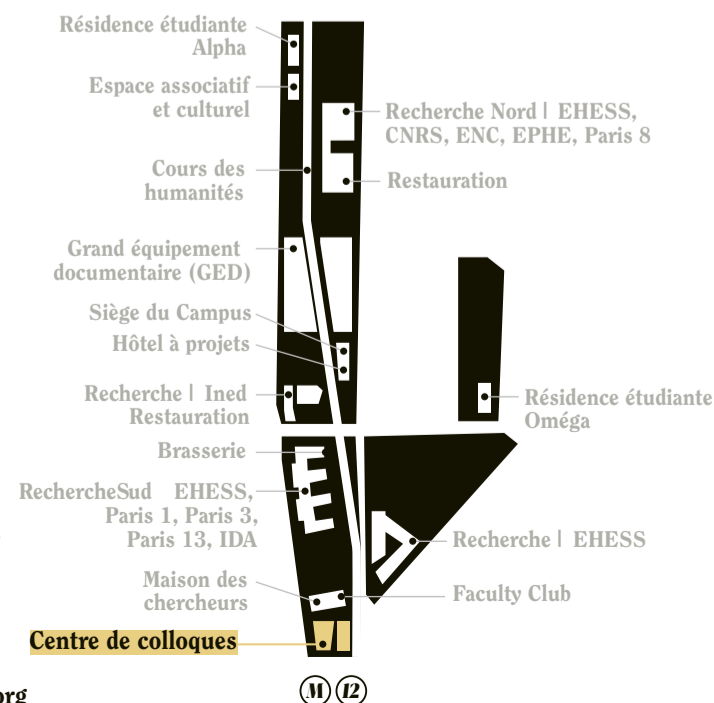 Résidence étudiante
Alpha
Espace associatif
et culturel
Recherche Nord | EHESS,
CNRS, ENC, EPHE, Paris 8
Cours des
humanités
Restauration
Grand équipement
documentaire (GED)
Siège du Campus
Hôtel à projets
Recherche | Ined
Restauration
Résidence étudiante
Oméga
Brasserie
RechercheSud EHESS,
Paris 1, Paris 3,
Paris 13, IDA
Recherche | EHESS
Maison des
chercheurs
Faculty Club
Centre de colloques
M 12
org